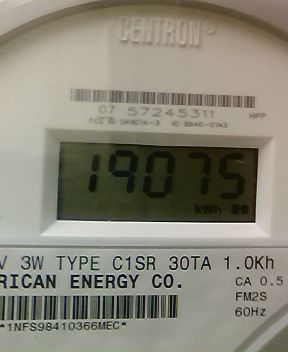 CENTRON®
07 57245311 HPP
19075
kWh
V 3W TYPE C1SR 30TA 1.0Kh
RICAN ENERGY CO. CA 0.5
FM2S
*1NFS98410366MEC* 60Hz